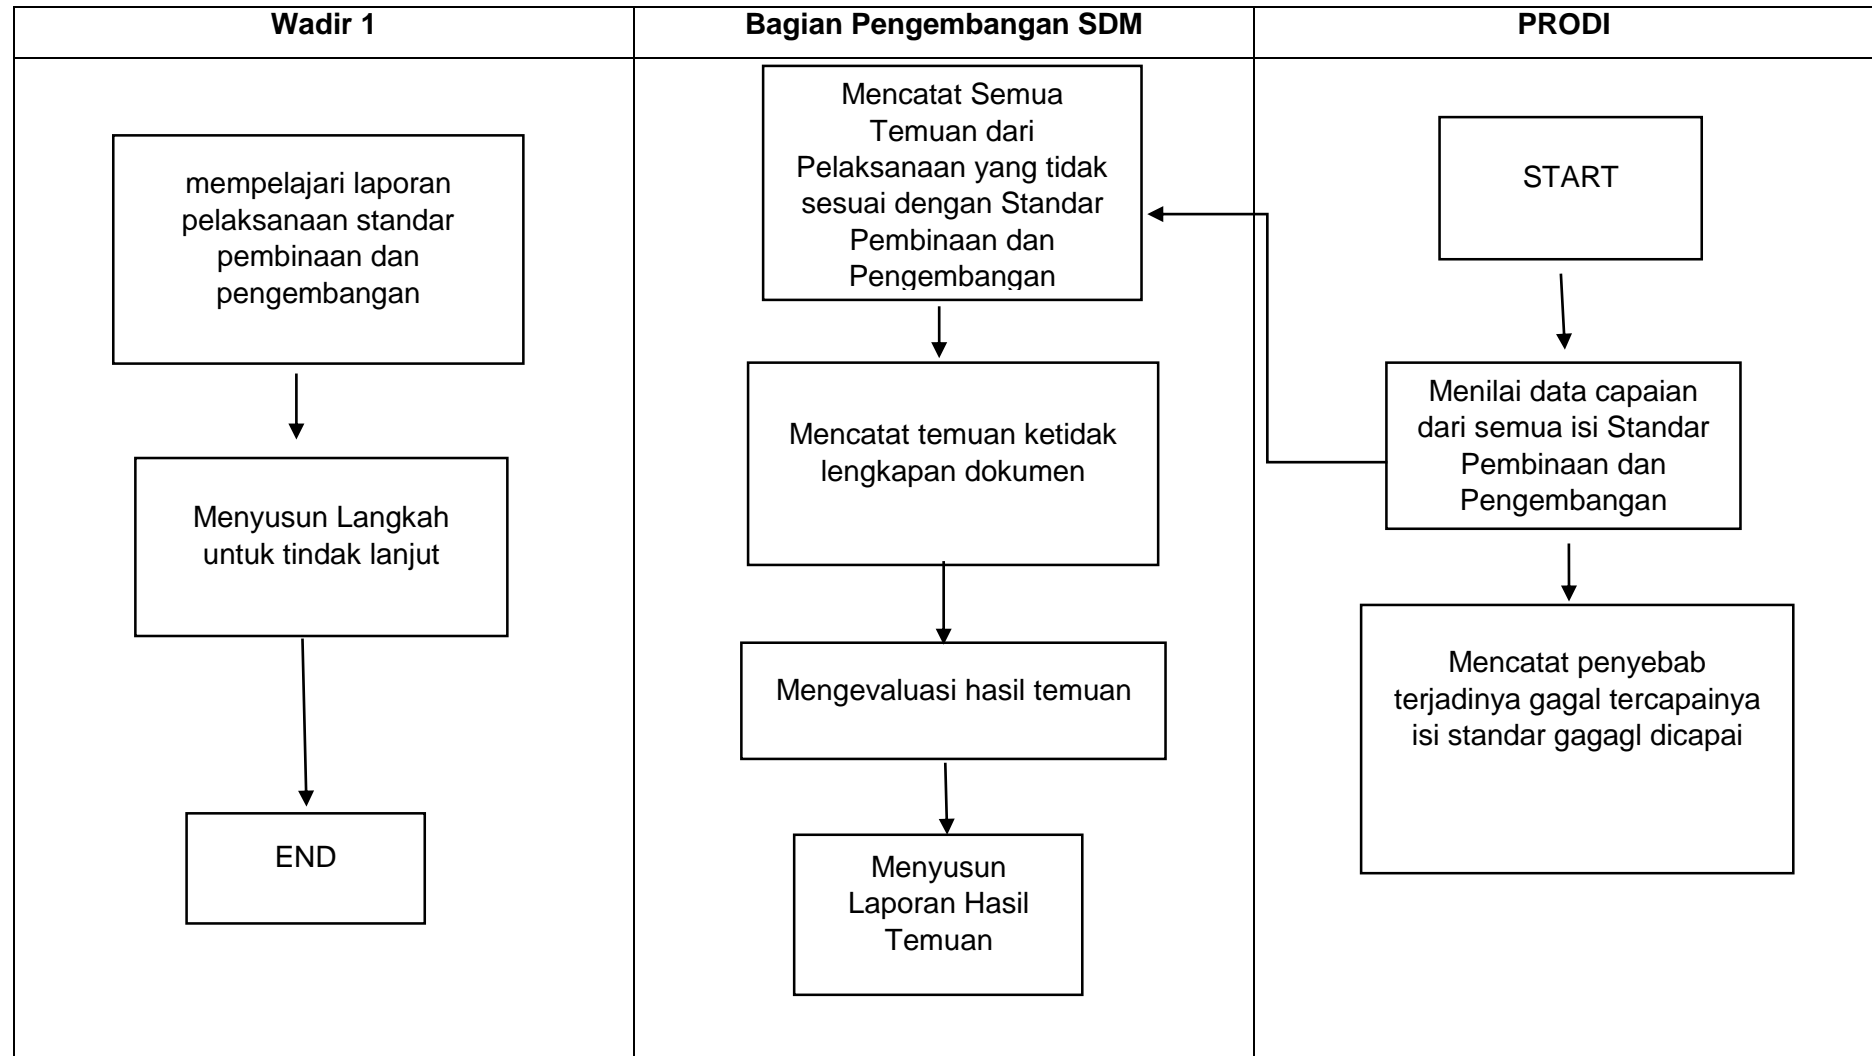 Wadir 1
Bagian Pengembangan SDM
PRODI
mempelajari laporan
pelaksanaan standar
pembinaan dan
pengembangan
Menyusun Langkah
untuk tindak lanjut
END
Mencatat Semua
Temuan dari
Pelaksanaan yang tidak
sesuai dengan Standar
Pembinaan dan
Pengembangan
Mencatat temuan ketidak
lengkapan dokumen
Mengevaluasi hasil temuan
Menyusun
Laporan Hasil
Temuan
START
Menilai data capaian
dari semua isi Standar
Pembinaan dan
Pengembangan
Mencatat penyebab
terjadinya gagal tercapainya
isi standar gagagl dicapai